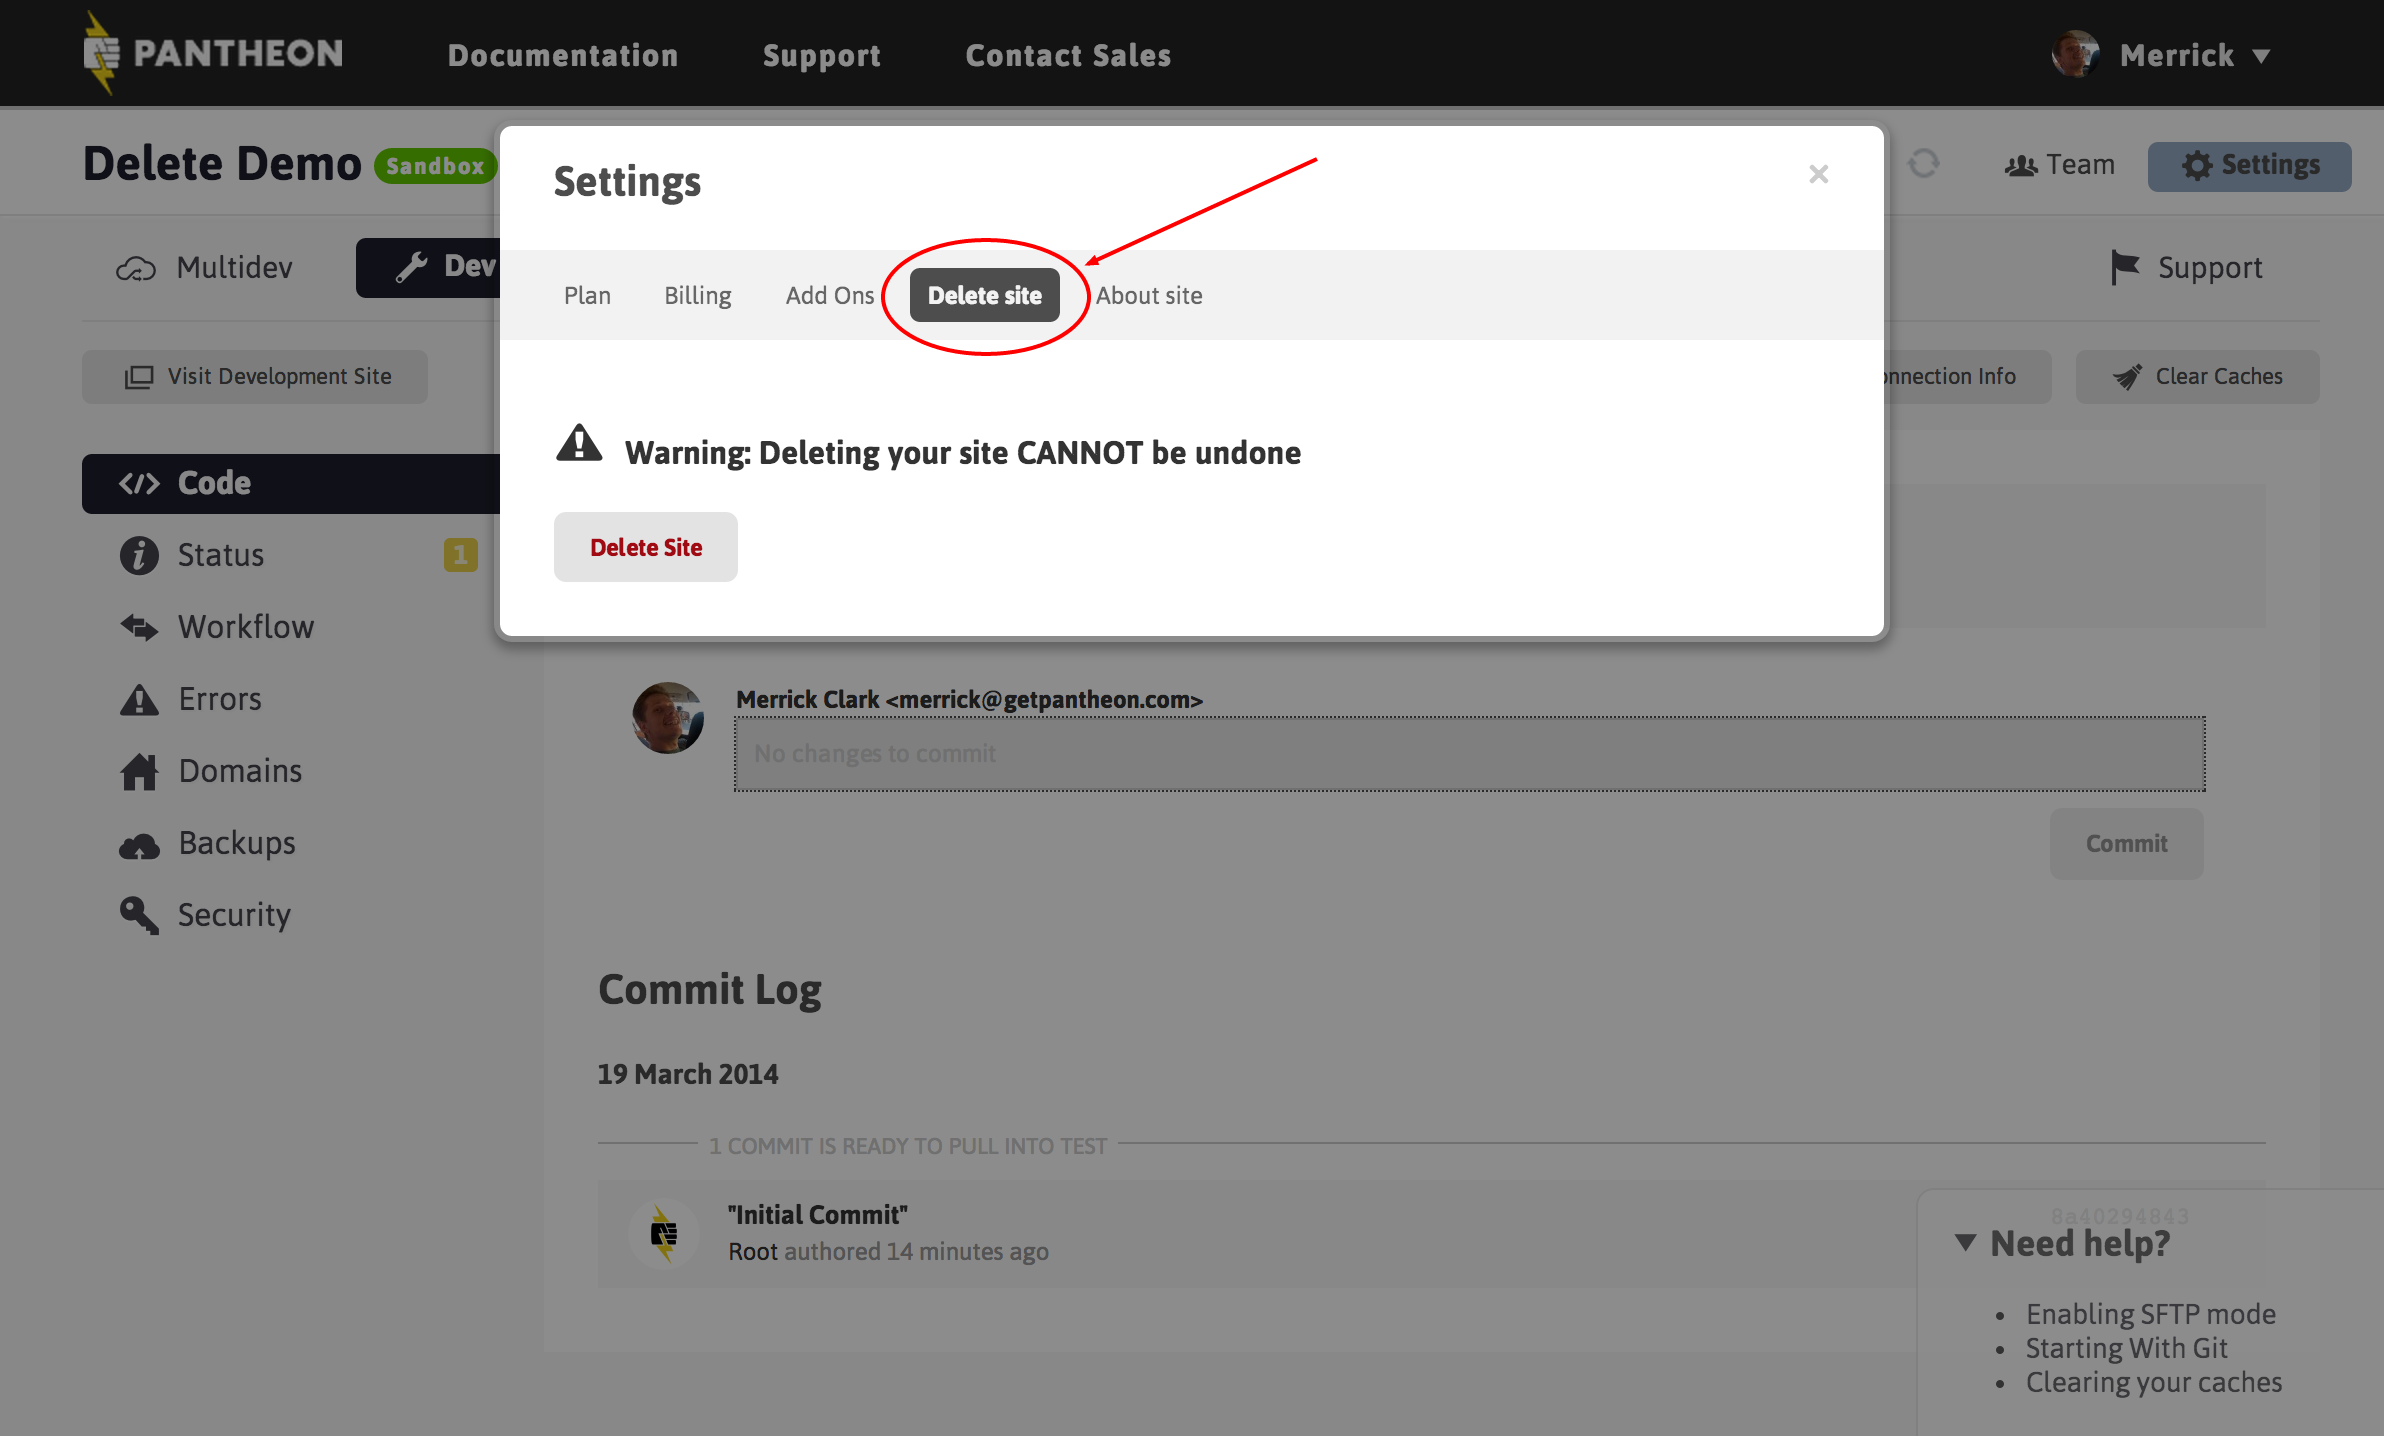 PANTHEON Documentation Support Contact Sales Merrick
Delete Demo Sandbox
Settings
×
Team Settings
Multidev Dev
Plan Billing Add Ons Delete site About site
Support
Visit Development Site
onnection Info Clear Caches
Warning: Deleting your site CANNOT be undone
Delete Site
Code
Status 1
Workflow
Errors
Domains
Backups
Security
Merrick Clark <merrick@getpantheon.com>
No changes to commit
Commit
Commit Log
19 March 2014
1 COMMIT IS READY TO PULL INTO TEST
"Initial Commit"
Root authored 14 minutes ago
8a40294843
Need help?
• Enabling SFTP mode
• Starting With Git
• Clearing your caches